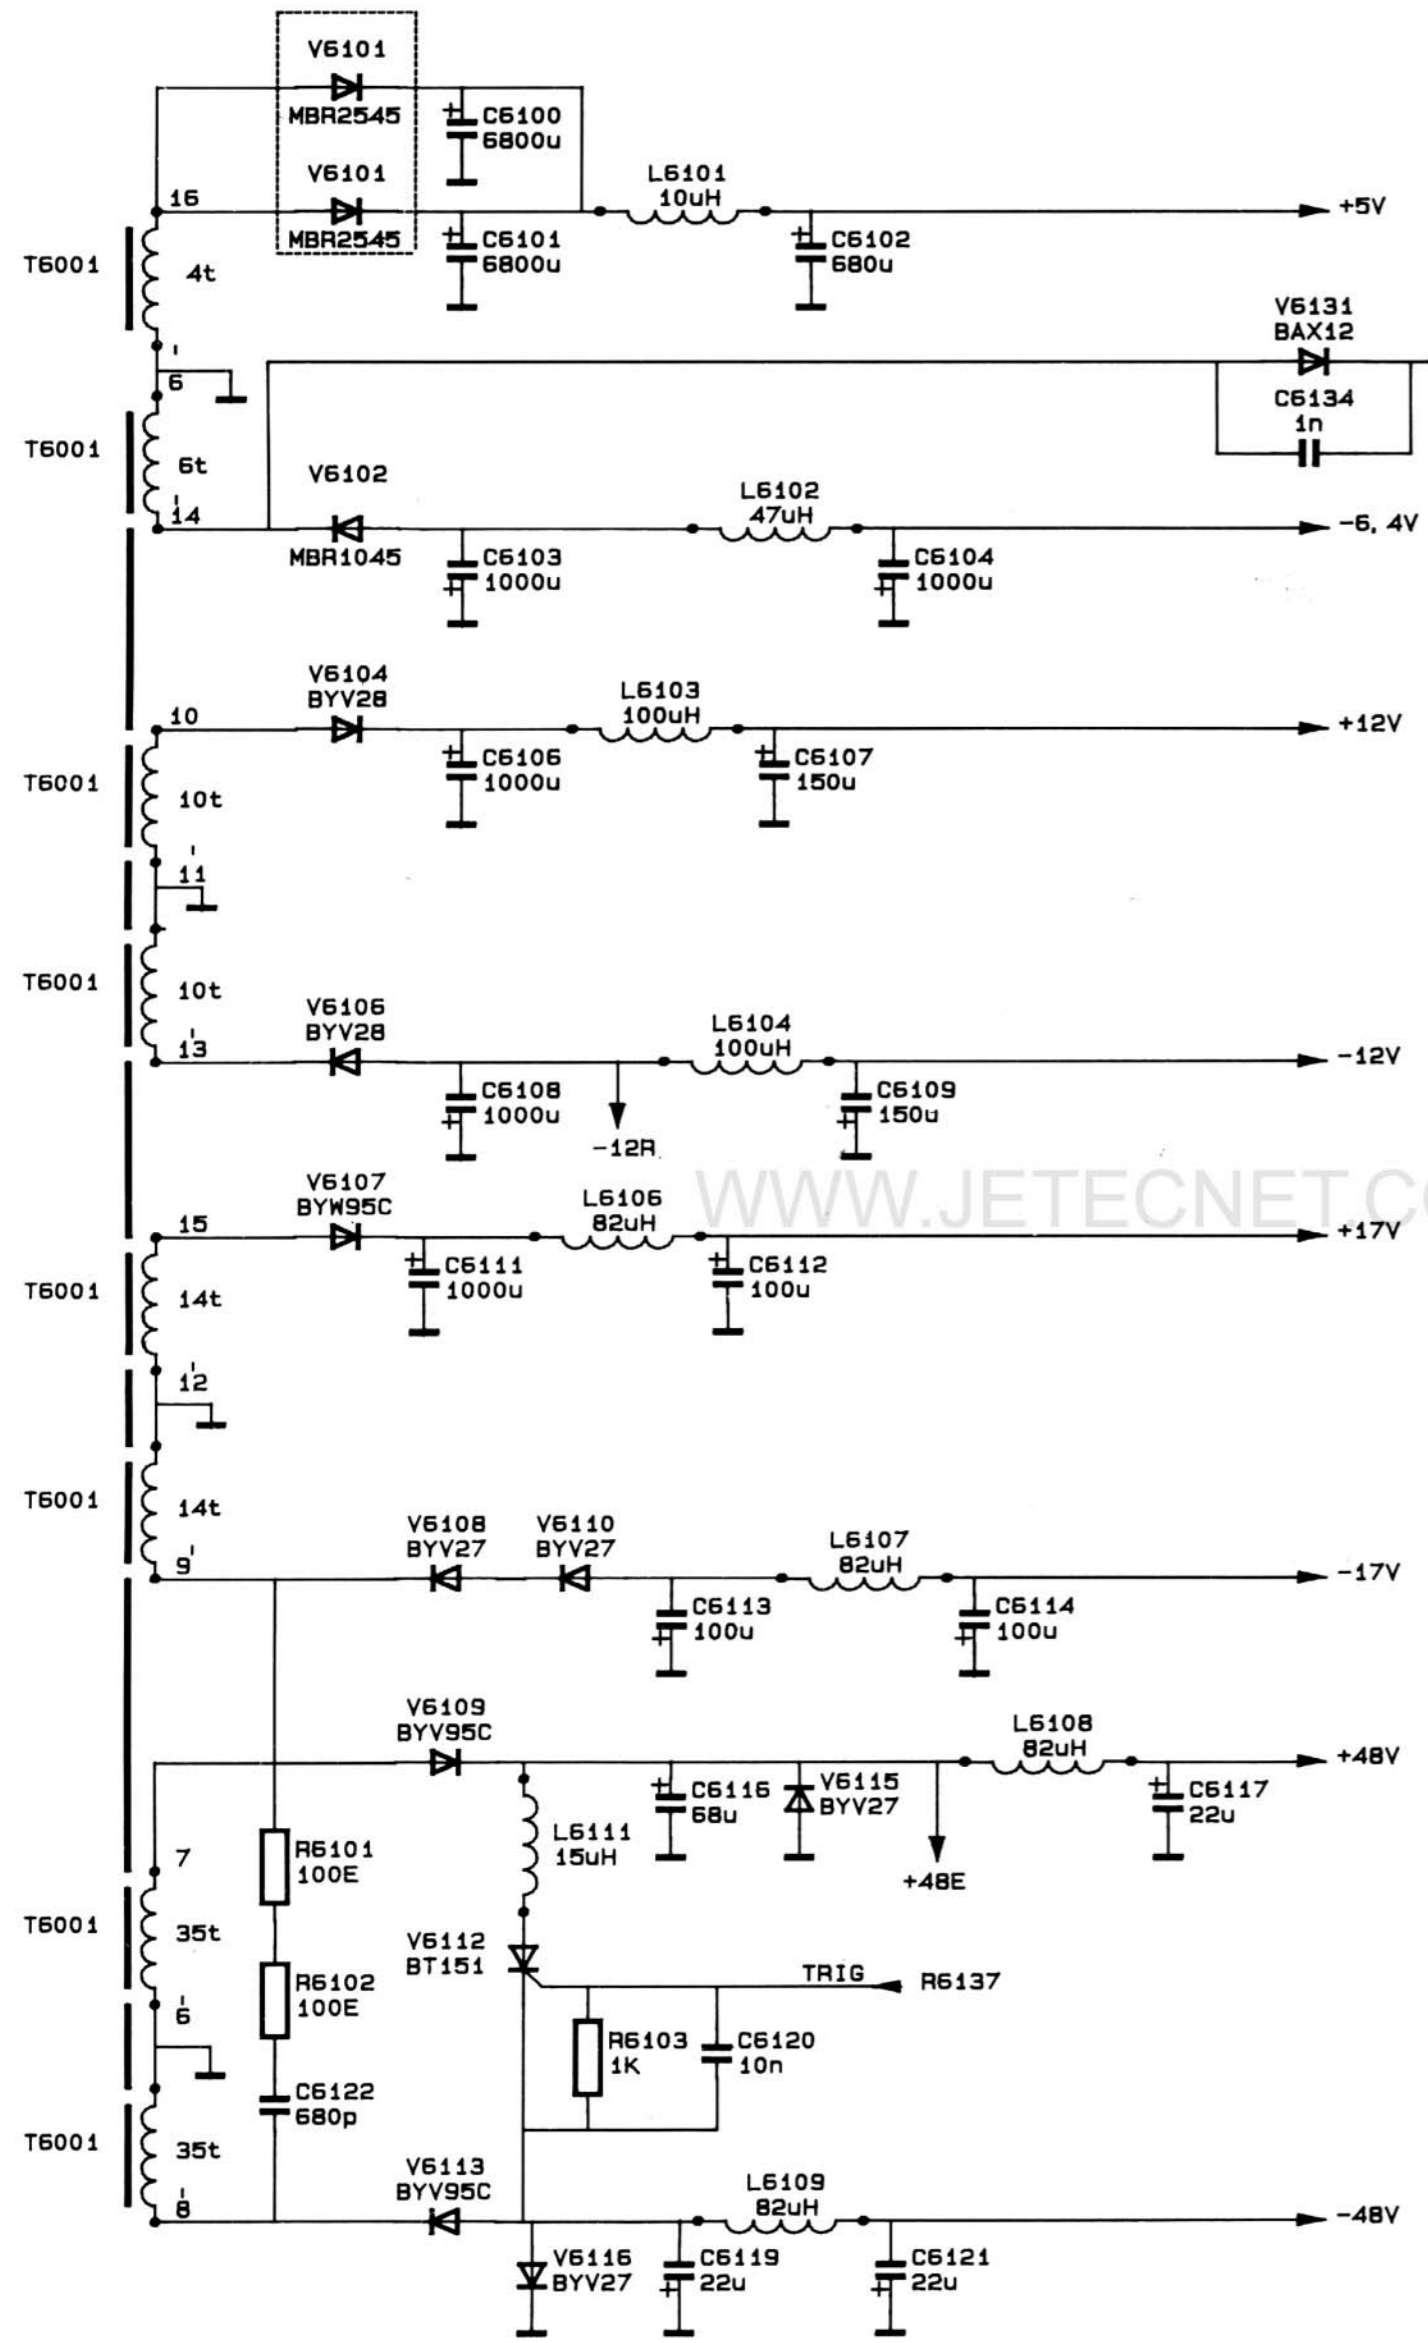 V6101
MBR2545
C6100
6800u
V6101
MBR2545
16
L6101
10uH
+5V
C6101
6800u
C6102
680u
T6001
4t
6
V6131
BAX12
C6134
1n
T6001
6t
14
V6102
MBR1045
L6102
47uH
-6, 4V
C6103
1000u
C6104
1000u
V6104
BYV28
10
L6103
100uH
+12V
C6106
1000u
C6107
150u
T6001
10t
11
T6001
10t
13
V6106
BYV28
L6104
100uH
-12V
C6108
1000u
-12R
C6109
150u
WWW.JETECNET.CO
V6107
BYW95C
15
L6106
82uH
+17V
C6111
1000u
C6112
100u
T6001
14t
12
T6001
14t
9
V6108
BYV27
V6110
BYV27
L6107
82uH
-17V
C6113
100u
C6114
100u
V6109
BYV95C
L6108
82uH
+48V
C6116
68u
V6115
BYV27
C6117
22u
+48E
7
R6101
100E
L6111
15uH
T6001
35t
6
V6112
BT151
TRIG
R6137
R6102
100E
R6103
1K
C6120
10n
C6122
680p
T6001
35t
8
V6113
BYV95C
L6109
82uH
-48V
V6116
BYV27
C6119
22u
C6121
22u